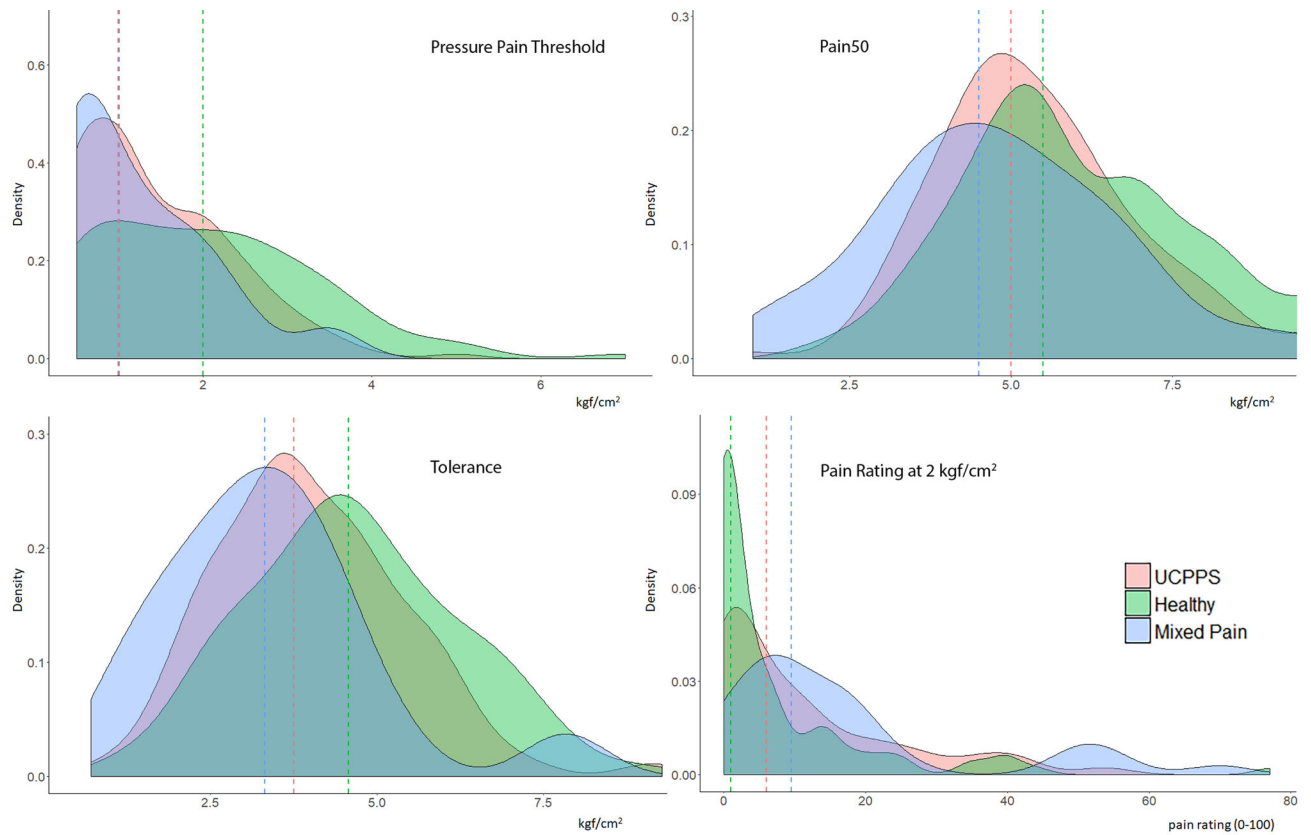 Pressure Pain Threshold
Density
0.6
0.4
0.2
0.0
2
4
6
kgf/cm²
Pain50
Density
0.3
0.2
0.1
0.0
2.5
5.0
7.5
kgf/cm²
Tolerance
Density
0.3
0.2
0.1
0.0
2.5
5.0
7.5
kgf/cm²
Pain Rating at 2 kgf/cm²
Density
0.09
0.06
0.03
0.00
0
20
40
60
80
pain rating (0-100)
UCPPS
Healthy
Mixed Pain